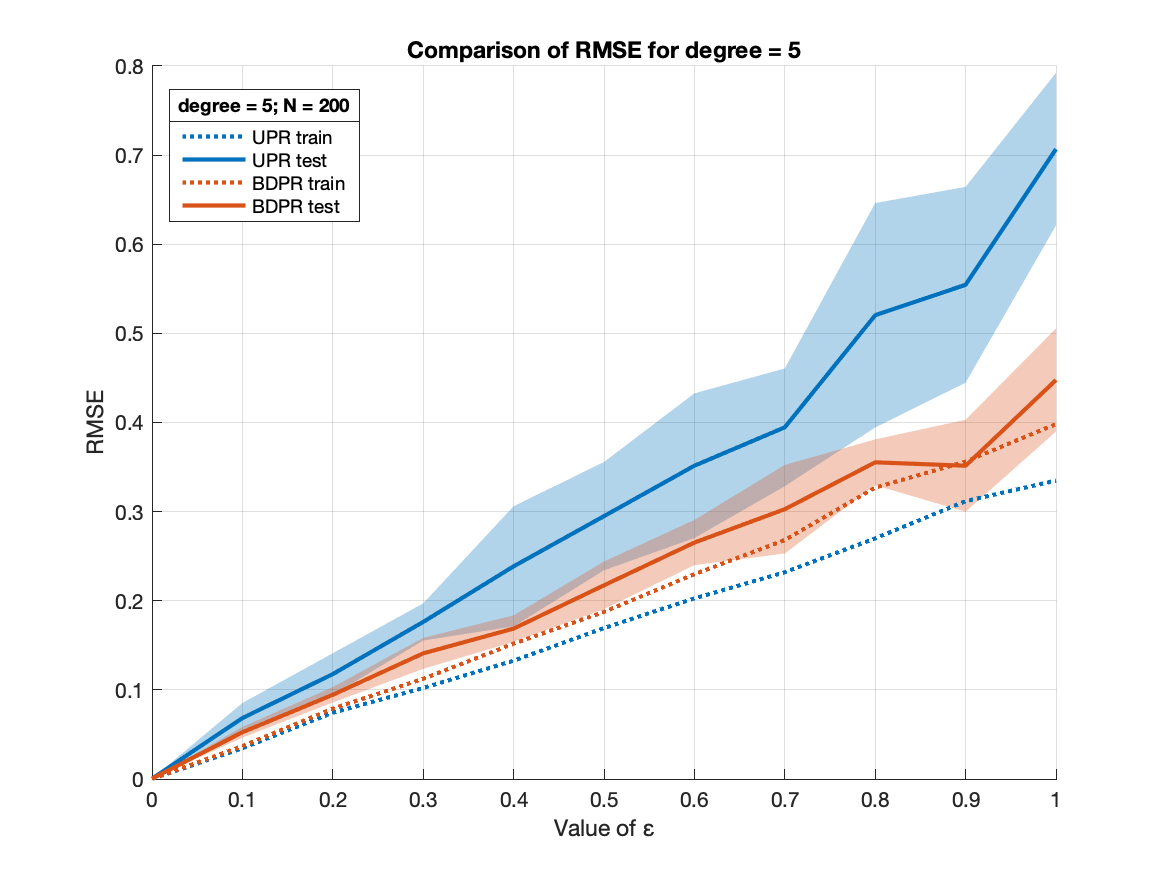 Comparison of RMSE for degree = 5
degree = 5; N = 200
UPR train
UPR test
BDPR train
BDPR test
0.8
0.7
0.6
0.5
0.4
0.3
0.2
0.1
0
RMSE
0 0.1 0.2 0.3 0.4 0.5 0.6 0.7 0.8 0.9 1
Value of ε